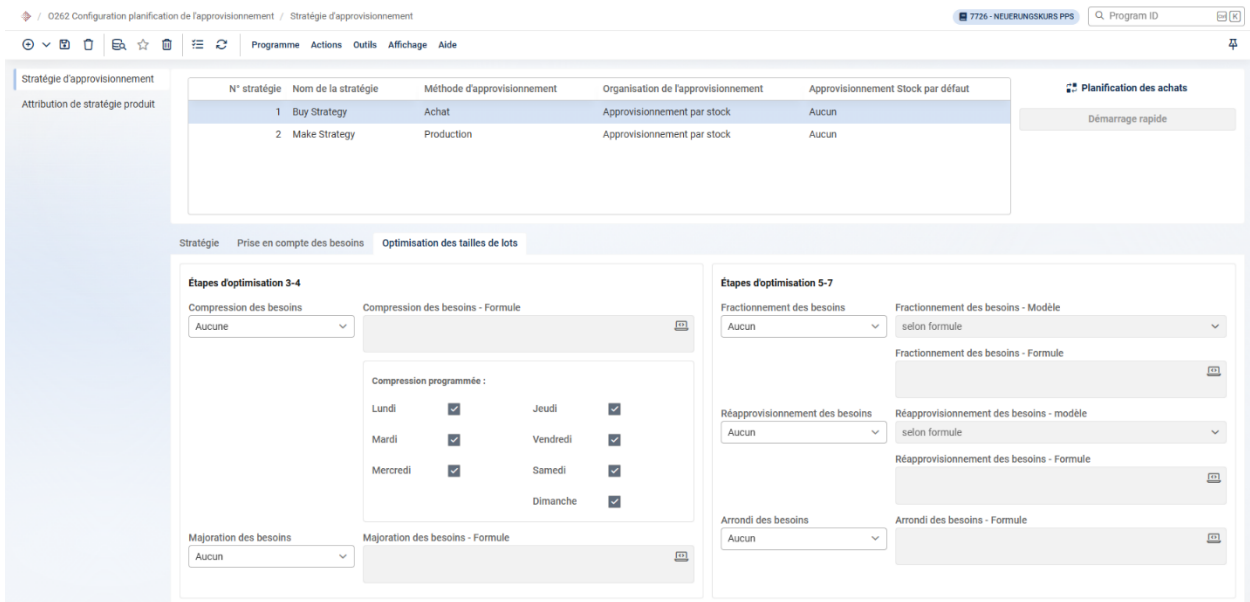 / 0262 Configuration planification de l'approvisionnement / Stratégie d'approvisionnement
7726 - NEUERUNGSKURS PPS
Program ID
K
Programme Actions Outils Affichage Aide
Stratégie d'approvisionnement
Attribution de stratégie produit
N° stratégie Nom de la stratégie Méthode d'approvisionnement Organisation de l'approvisionnement Approvisionnement Stock par défaut
1 Buy Strategy Achat Approvisionnement par stock Aucun
2 Make Strategy Production Approvisionnement par stock Aucun
Planification des achats
Démarrage rapide
Stratégie Prise en compte des besoins Optimisation des tailles de lots
Étapes d'optimisation 3-4
Compression des besoins Compression des besoins - Formule
Aucune
Compression programmée :
Lundi Jeudi
Mardi Vendredi
Mercredi Samedi
Dimanche
Majoration des besoins Majoration des besoins - Formule
Aucun
Étapes d'optimisation 5-7
Fractionnement des besoins Fractionnement des besoins - Modèle
Aucun selon formule
Fractionnement des besoins - Formule
Réapprovisionnement des besoins Réapprovisionnement des besoins - modèle
Aucun selon formule
Réapprovisionnement des besoins - Formule
Arrondi des besoins Arrondi des besoins - Formule
Aucun